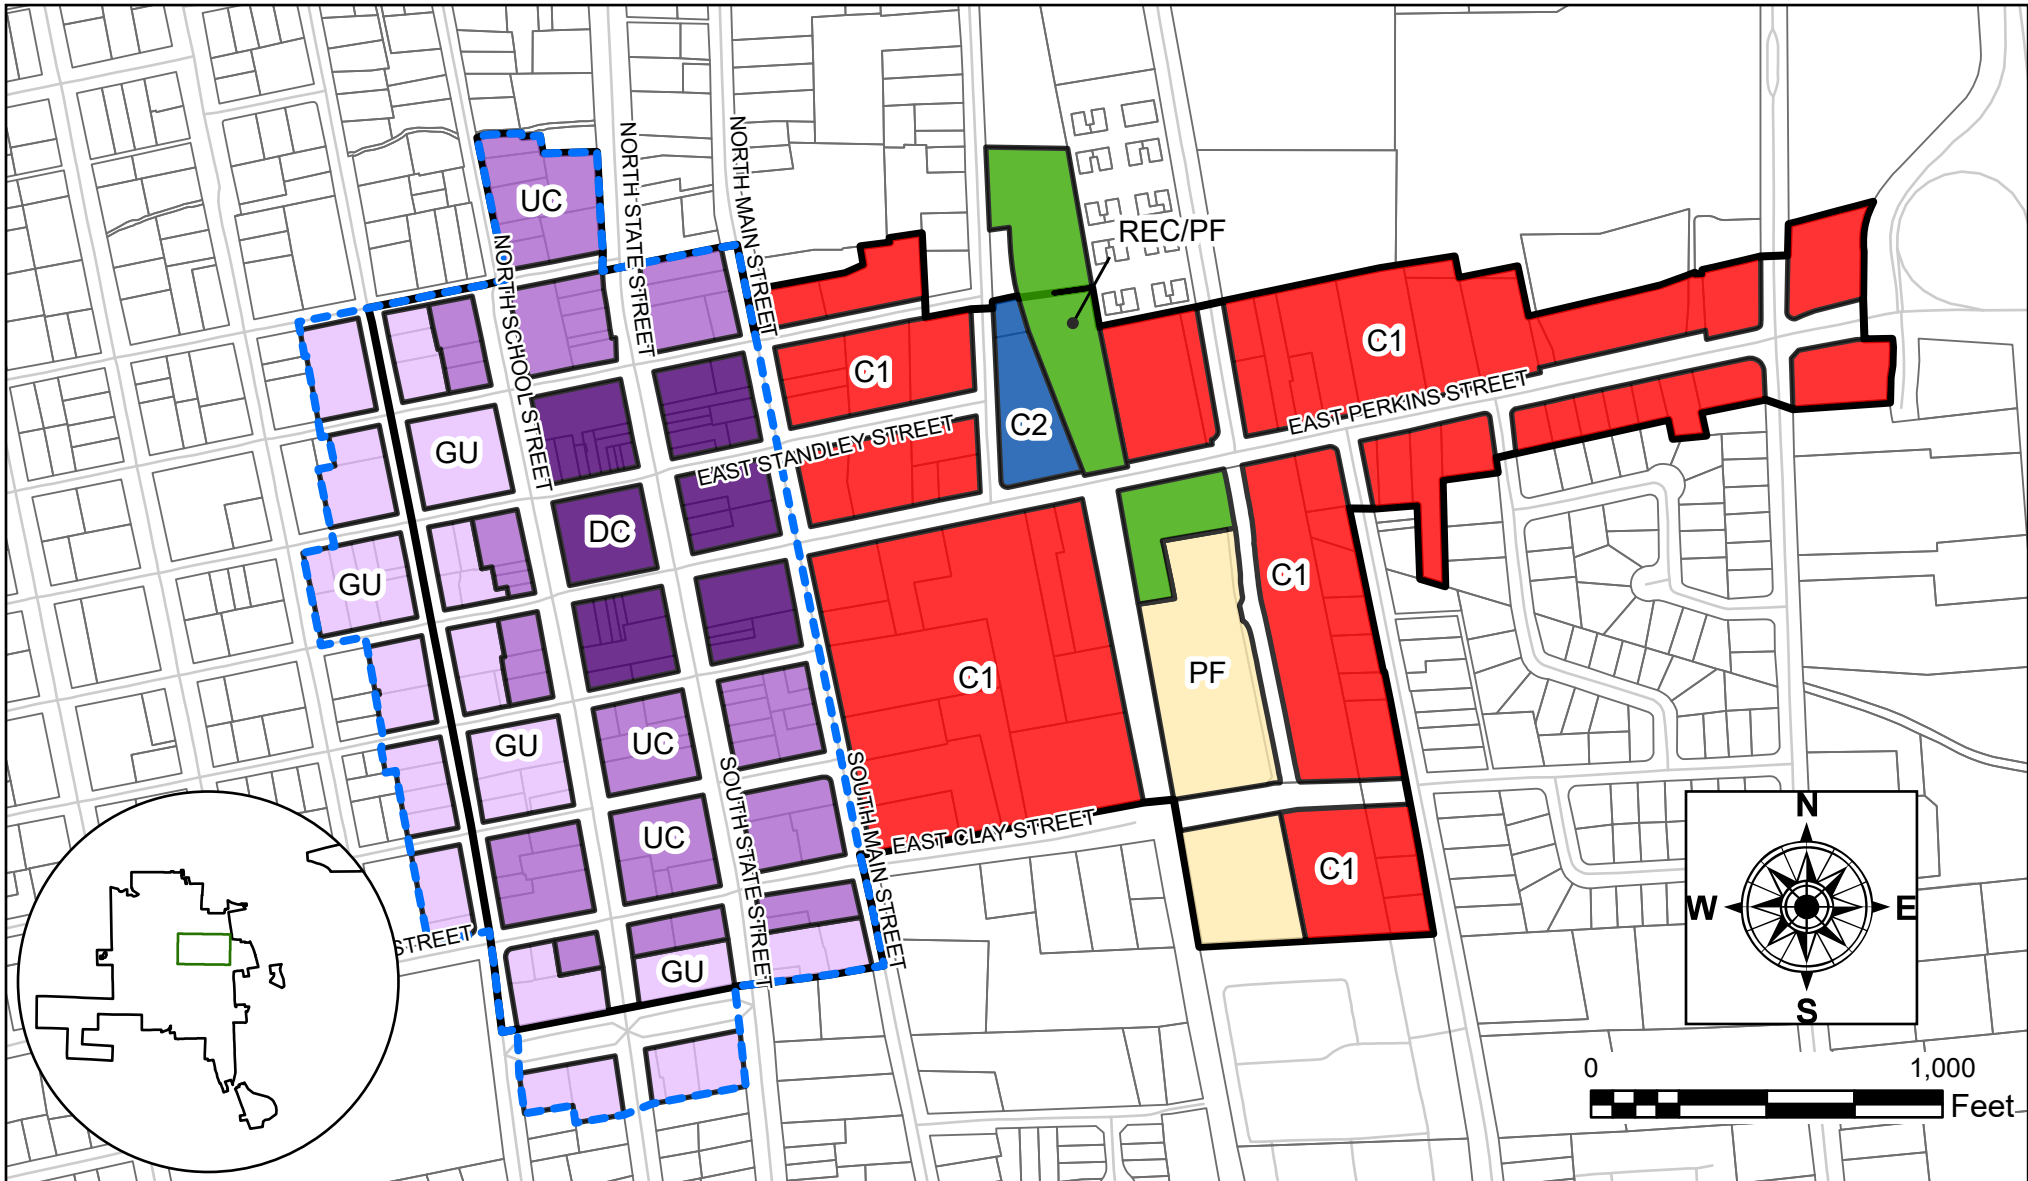 NORTH STATE STREET
NORTH MAIN STREET
UC
REC/PF
NORTH SCHOOL STREET
C1
C1
EAST PERKINS STREET
C2
GU
EAST STANDLEY STREET
DC
GU
C1
PF
C1
GU
UC
SOUTH STATE STREET
SOUTH MAIN STREET
UC
EAST CLAY STREET
C1
GU
STREET
N
W
E
S
0
1,000
Feet